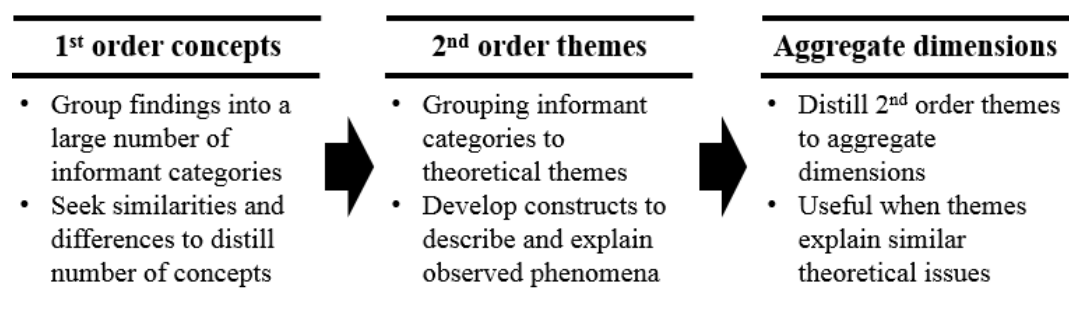 1st order concepts
• Group findings into a
large number of
informant categories
• Seek similarities and
differences to distill
number of concepts
2nd order themes
• Grouping informant
categories to
theoretical themes
• Develop constructs to
describe and explain
observed phenomena
Aggregate dimensions
• Distill 2nd order themes
to aggregate
dimensions
• Useful when themes
explain similar
theoretical issues